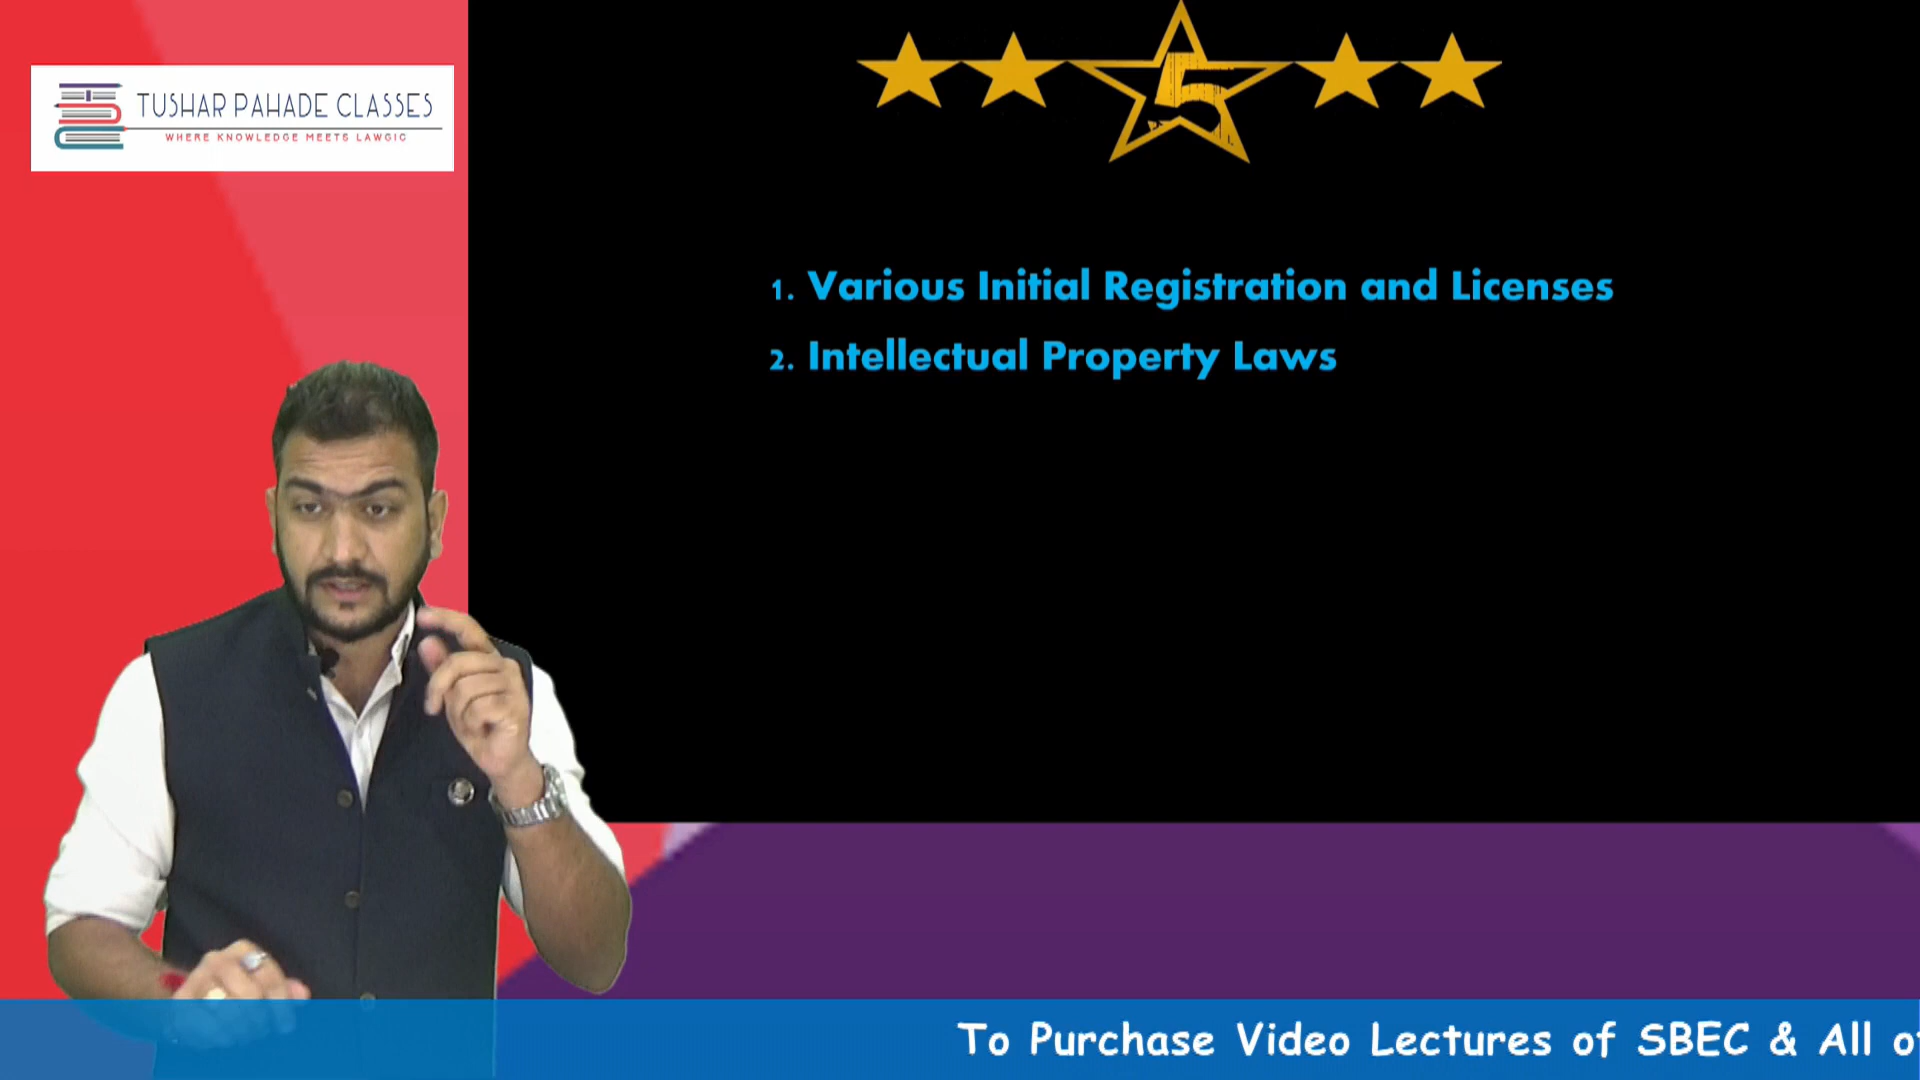 TUSHAR PAHADE CLASSES
WHERE KNOWLEDGE MEETS LAWGIC
5
1. Various Initial Registration and Licenses
2. Intellectual Property Laws
To Purchase Video Lectures of SBEC & All